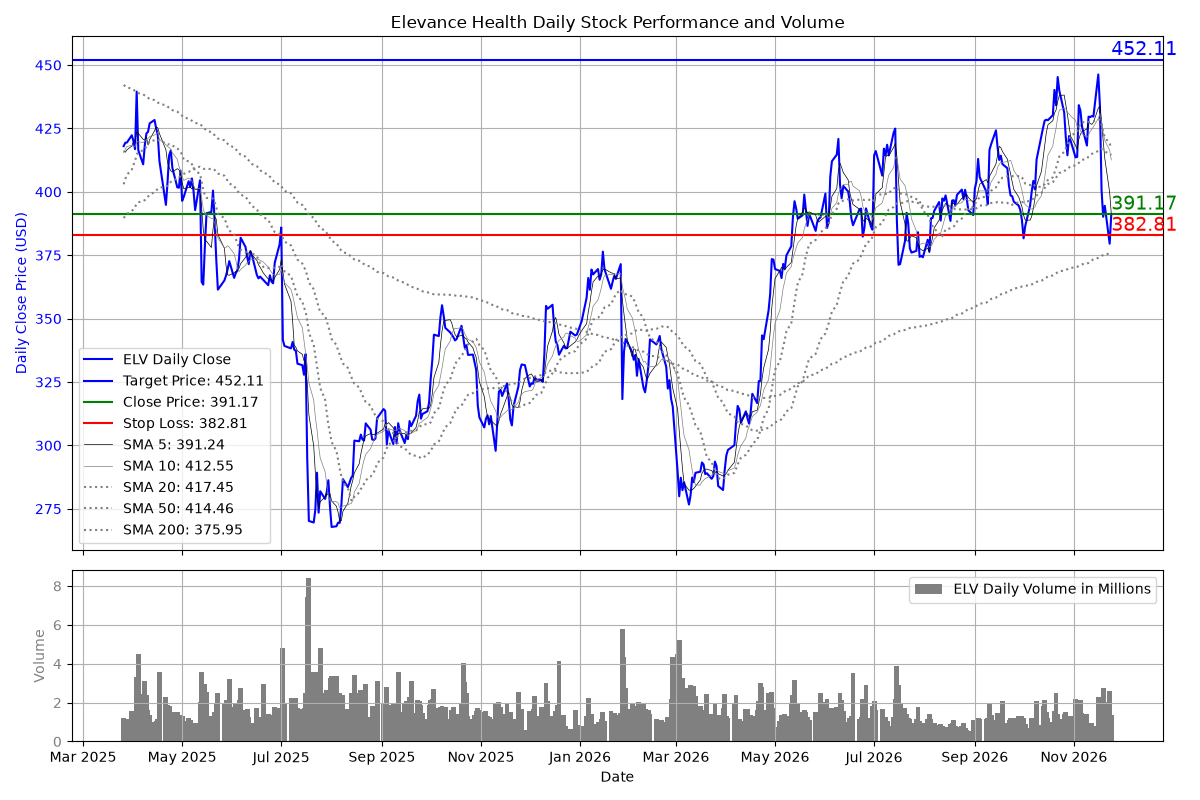 Elevance Health Daily Stock Performance and Volume
452.11
391.17
382.81
Daily Close Price (USD)
450
425
400
375
350
325
300
275
ELV Daily Close
Target Price: 452.11
Close Price: 391.17
Stop Loss: 382.81
SMA 5: 391.24
SMA 10: 412.55
SMA 20: 417.45
SMA 50: 414.46
SMA 200: 375.95
Volume
8
6
4
2
0
ELV Daily Volume in Millions
Mar 2025 May 2025 Jul 2025 Sep 2025 Nov 2025 Jan 2026 Mar 2026 May 2026 Jul 2026 Sep 2026 Nov 2026
Date